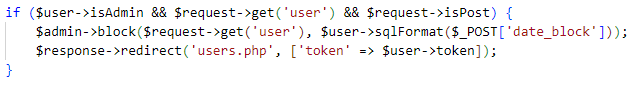 if ($user->isAdmin && $request->get('user') && $request->isPost) {
$admin->block($request->get('user'), $user->sqlFormat($_POST['date_block']));
$response->redirect('users.php', ['token' => $user->token]);
}